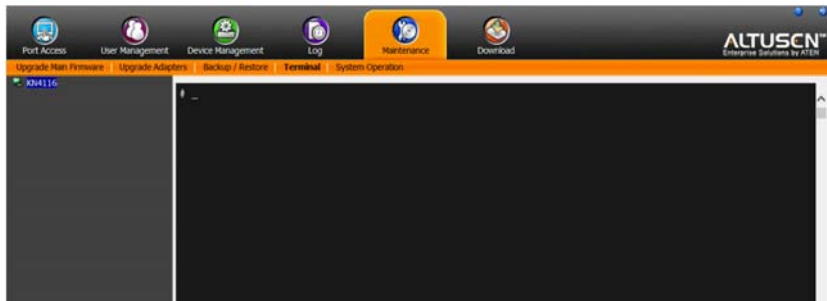 Port Access
User Management
Device Management
Log
Maintenance
Download
ALTUSCN™
Enterprise Solutions by ATEN
Upgrade Main Firmware | Upgrade Adapters | Backup / Restore | Terminal | System Operation
KN4116
# _